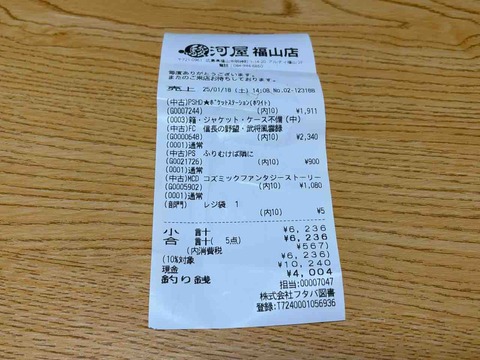 駿河屋 福山店
毎度ありがとうございます。
またのご来店お待ちしております。
売上 25/01/18 (土) 14:08 No.02-123188
(中古)PSHD★ポケットステーション(ホワイト)
(G0007244) (内10) ¥1,911
(0003)箱・ジャケット・ケース不備(中)
(中古)FC 信長の野望・武将風雲録
(G0000648) (内10) ¥2,340
(0001)通常
(中古)PS ふりむけば隣に
(G0021726) (内10) ¥900
(0001)通常
(中古)MCD コズミックファンタジーストーリー
(G0005902) (内10) ¥1,080
(0001)通常
(部門) レジ袋 1
(内10) ¥5
小 計 ¥6,236
合 計 ( 5点) ¥6,236
(内消費税 ¥567)
(10%対象 ¥6,236)
現金 ¥10,240
釣り銭 ¥4,004
担当:00007047
株式会社フタバ図書
登録:T7240001056936